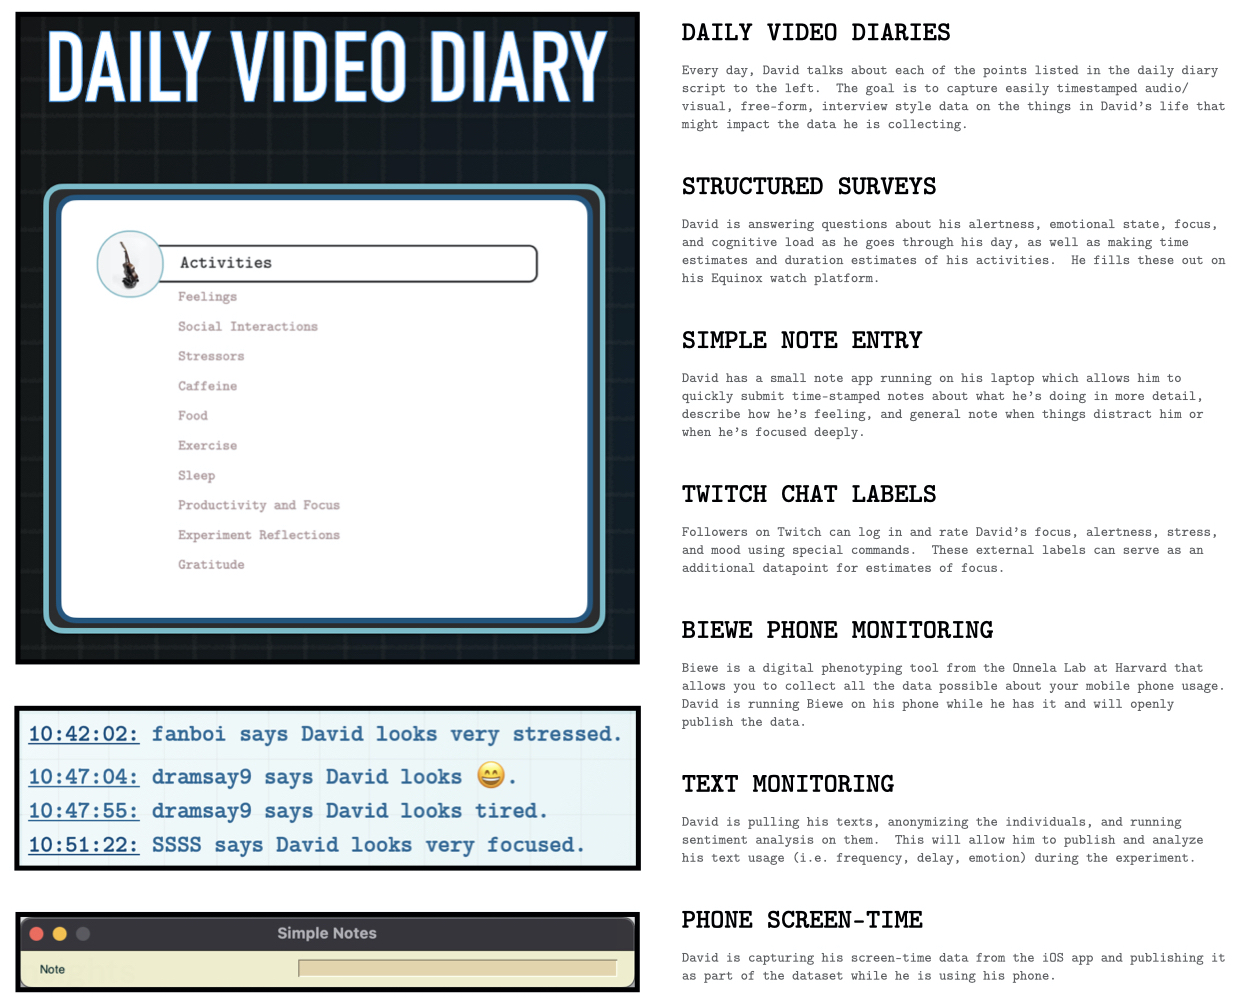 DAILY VIDEO DIARY
Activities
Feelings
Social Interactions
Stressors
Caffeine
Food
Exercise
Sleep
Productivity and Focus
Experiment Reflections
Gratitude
10:42:02: fanboi says David looks very stressed.
10:47:04: dramsay9 says David looks 😄.
10:47:55: dramsay9 says David looks tired.
10:51:22: SSSS says David looks very focused.
Simple Notes
Note
DAILY VIDEO DIARIES
Every day, David talks about each of the points listed in the daily diary
script to the left.  The goal is to capture easily timestamped audio/
visual, free-form, interview style data on the things in David's life that
might impact the data he is collecting.
STRUCTURED SURVEYS
David is answering questions about his alertness, emotional state, focus,
and cognitive load as he goes through his day, as well as making time
estimates and duration estimates of his activities.  He fills these out on
his Equinox watch platform.
SIMPLE NOTE ENTRY
David has a small note app running on his laptop which allows him to
quickly submit time-stamped notes about what he's doing in more detail,
describe how he's feeling, and general note when things distract him or
when he's focused deeply.
TWITCH CHAT LABELS
Followers on Twitch can log in and rate David's focus, alertness, stress,
and mood using special commands.  These external labels can serve as an
additional datapoint for estimates of focus.
BIEWE PHONE MONITORING
Biewe is a digital phenotyping tool from the Onnela Lab at Harvard that
allows you to collect all the data possible about your mobile phone usage.
David is running Biewe on his phone while he has it and will openly
publish the data.
TEXT MONITORING
David is pulling his texts, anonymizing the individuals, and running
sentiment analysis on them.  This will allow him to publish and analyze
his text usage (i.e. frequency, delay, emotion) during the experiment.
PHONE SCREEN-TIME
David is capturing his screen-time data from the iOS app and publishing it
as part of the dataset while he is using his phone.